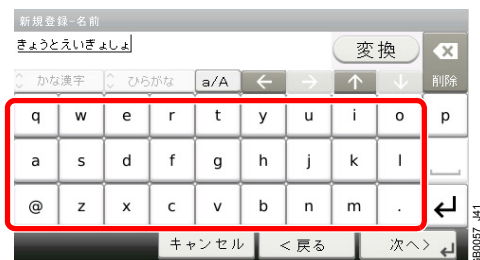 新規登録-名前
きょうとえいぎょしょ
変換
かな漢字 ひらがな a/A ← → ↑ ↓ 削除
q w e r t y u i o p
a s d f g h j k l
@ z x c v b n m .
キャンセル <戻る 次へ>
SB0057_J41